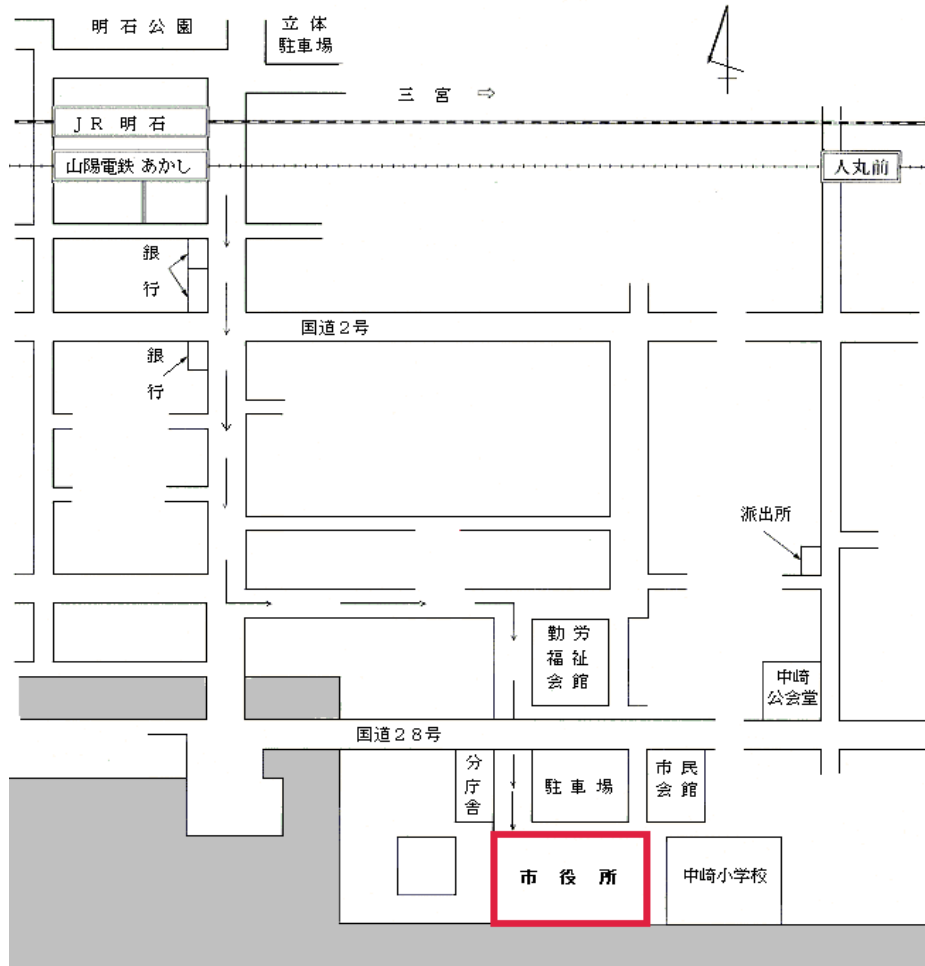 明石公園
立体
駐車場
三宮 ⇨
JR明石
山陽電鉄 あかし
人丸前
銀
行
国道2号
銀
行
派出所
勤労
福祉
会館
中崎
公会堂
国道28号
分
庁
舎
駐車場
市民
会館
市役所
中崎小学校